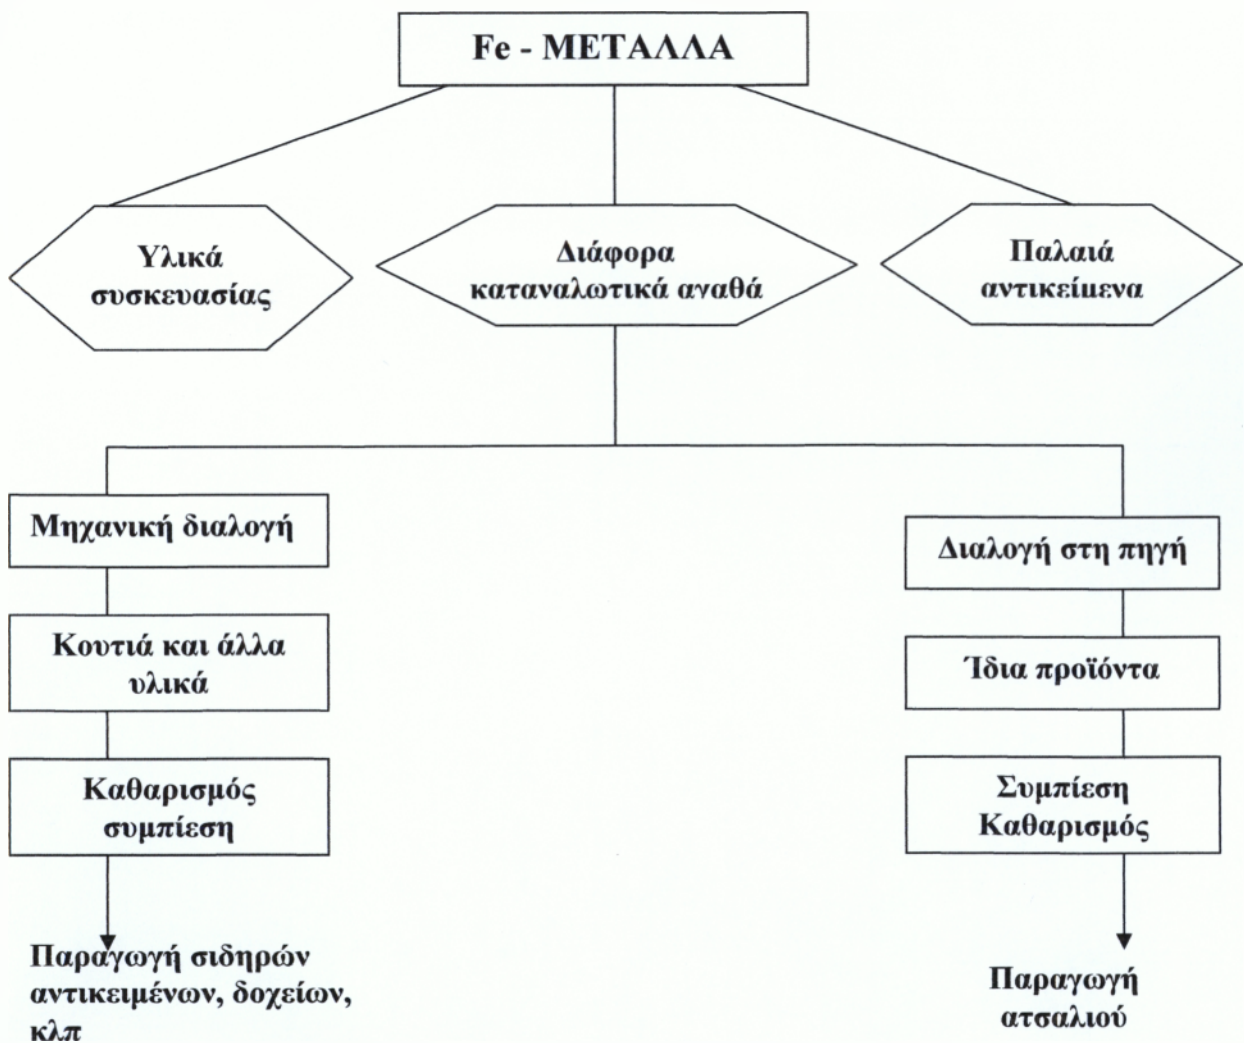 Fe - ΜΕΤΑΛΛΑ
Υλικά
συσκευασίας
Διάφορα
καταναλωτικά αγαθά
Παλαιά
αντικείμενα
Μηχανική διαλογή
Κουτιά και άλλα
υλικά
Καθαρισμός
συμπίεση
Παραγωγή σιδηρών
αντικειμένων, δοχείων,
κλπ
Διαλογή στη πηγή
Ίδια προϊόντα
Συμπίεση
Καθαρισμός
Παραγωγή
ατσαλιού